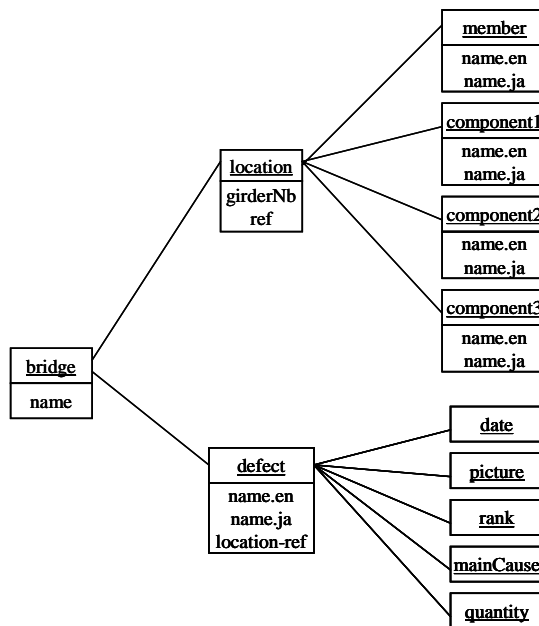 member
name.en
name.ja
component1
name.en
name.ja
location
girderNb
ref
component2
name.en
name.ja
component3
name.en
name.ja
bridge
name
defect
name.en
name.ja
location-ref
date
picture
rank
mainCause
quantity